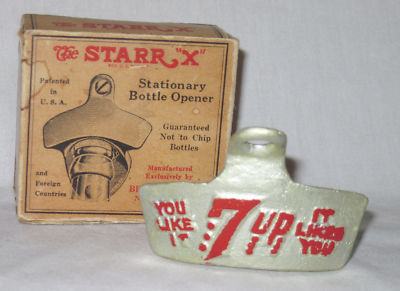 The STARR "X"
Patented
in
U. S. A.
Stationary
Bottle Opener
Guaranteed
Not to Chip
Bottles
and
Foreign
Countries
Manufactured
Exclusively by
YOU
LIKE
IT
7 UP
IT
LIKES
YOU